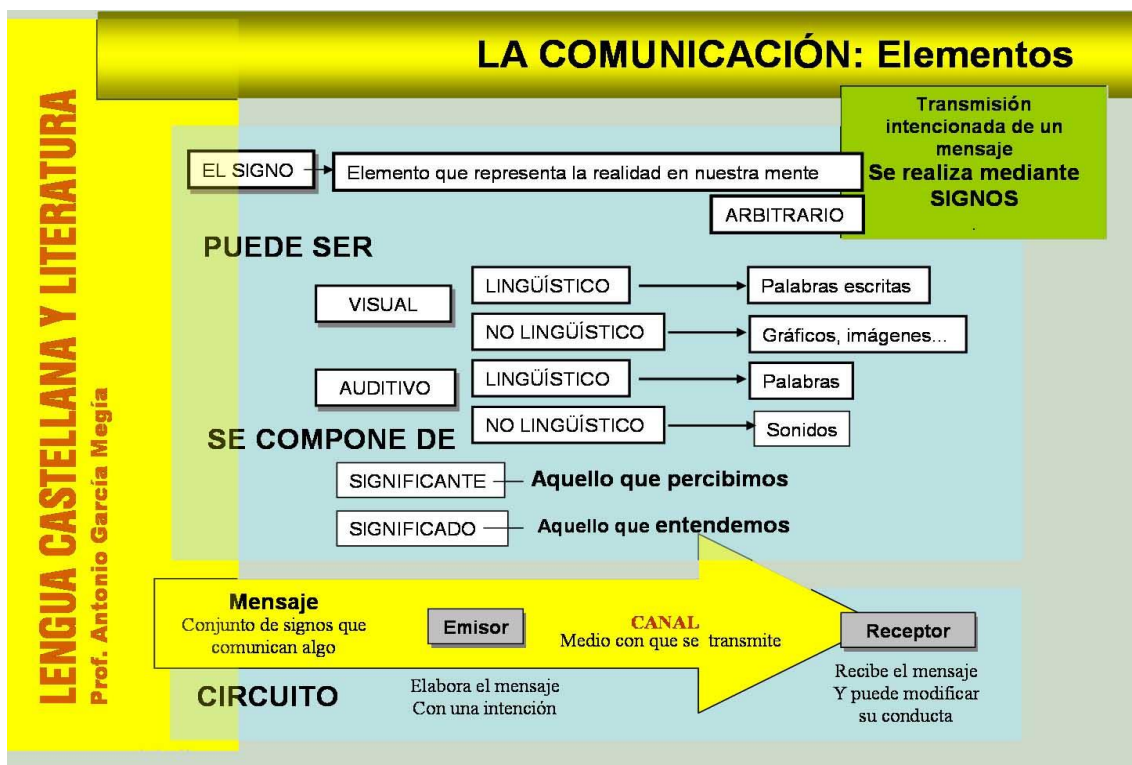 LA COMUNICACIÓN: Elementos
LENGUA CASTELLANA Y LITERATURA
Prof. Antonio García Megía
Transmisión
intencionada de un
mensaje
Se realiza mediante
SIGNOS
.
EL SIGNO
Elemento que representa la realidad en nuestra mente
ARBITRARIO
PUEDE SER
VISUAL
LINGÜÍSTICO
Palabras escritas
NO LINGÜÍSTICO
Gráficos, imágenes...
AUDITIVO
LINGÜÍSTICO
Palabras
NO LINGÜÍSTICO
Sonidos
SE COMPONE DE
SIGNIFICANTE
Aquello que percibimos
SIGNIFICADO
Aquello que entendemos
Mensaje
Conjunto de signos que
comunican algo
Emisor
CANAL
Medio con que se transmite
Receptor
CIRCUITO
Elabora el mensaje
Con una intención
Recibe el mensaje
Y puede modificar
su conducta